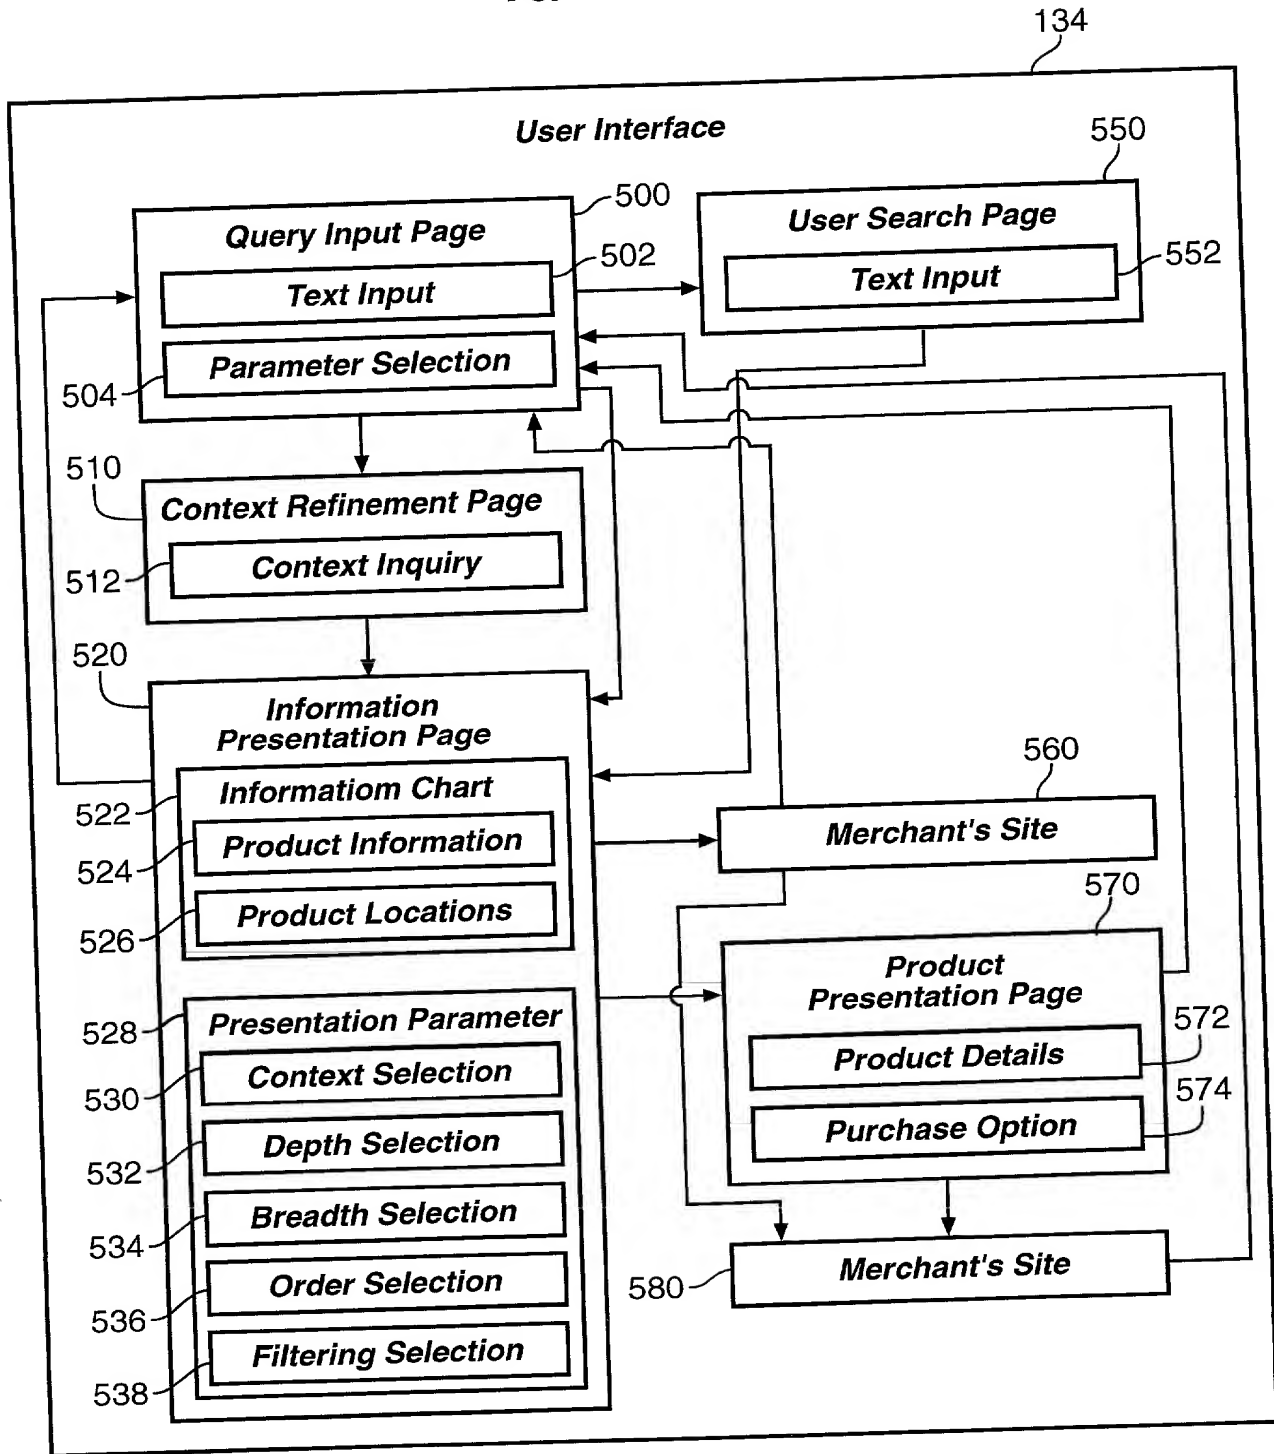 134
User Interface
550
500
Query Input Page
User Search Page
502
Text Input
552
Text Input
Parameter Selection
504
510
Context Refinement Page
Context Inquiry
512
520
Information
Presentation Page
560
Informatiom Chart
522
Merchant's Site
Product Information
524
570
Product Locations
526
Product
Presentation Page
528
Presentation Parameter
572
Product Details
Context Selection
530
574
Purchase Option
Depth Selection
532
Breadth Selection
534
Merchant's Site
580
Order Selection
536
Filtering Selection
538